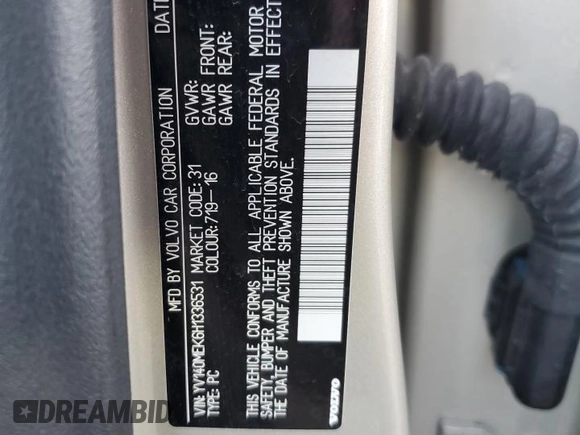 MFD BY VOLVO CAR CORPORATION DATE
GVWR:
GAWR FRONT:
GAWR REAR:
VIN: YV140MEK6H1336531 MARKET CODE: 31
TYPE: PC COLOUR: 719-16
THIS VEHICLE CONFORMS TO ALL APPLICABLE FEDERAL MOTOR
SAFETY, BUMPER AND THEFT PREVENTION STANDARDS IN EFFECT
THE DATE OF MANUFACTURE SHOWN ABOVE.
VOLVO
DREAMBID